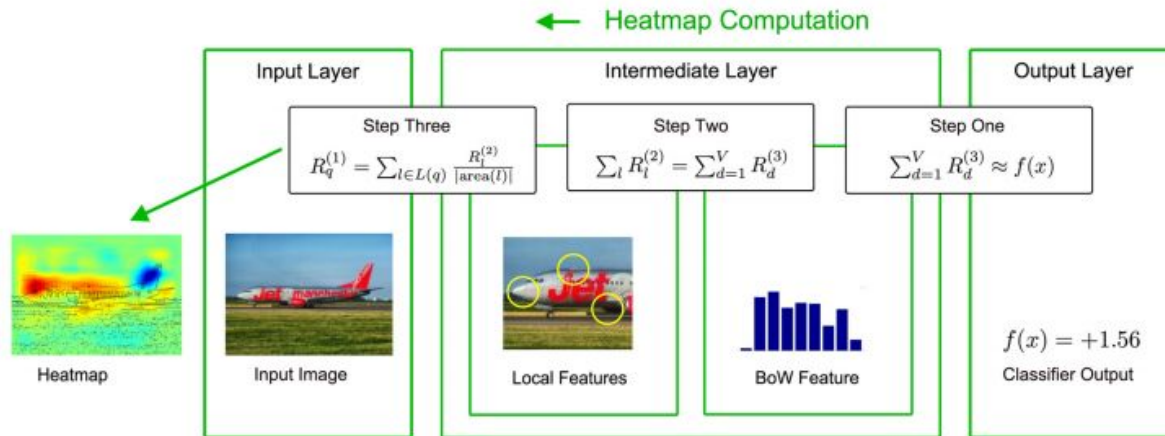 Heatmap Computation
Input Layer
Intermediate Layer
Output Layer
Step Three
R_q^{(1)} = \sum_{l \in L(q)} \frac{R_l^{(2)}}{|area(l)|}
Step Two
\sum_l R_l^{(2)} = \sum_{d=1}^{V} R_d^{(3)}
Step One
\sum_{d=1}^{V} R_d^{(3)} ≈ f(x)
Jet
Jet
f(x) = +1.56
Heatmap
Input Image
Local Features
BoW Feature
Classifier Output